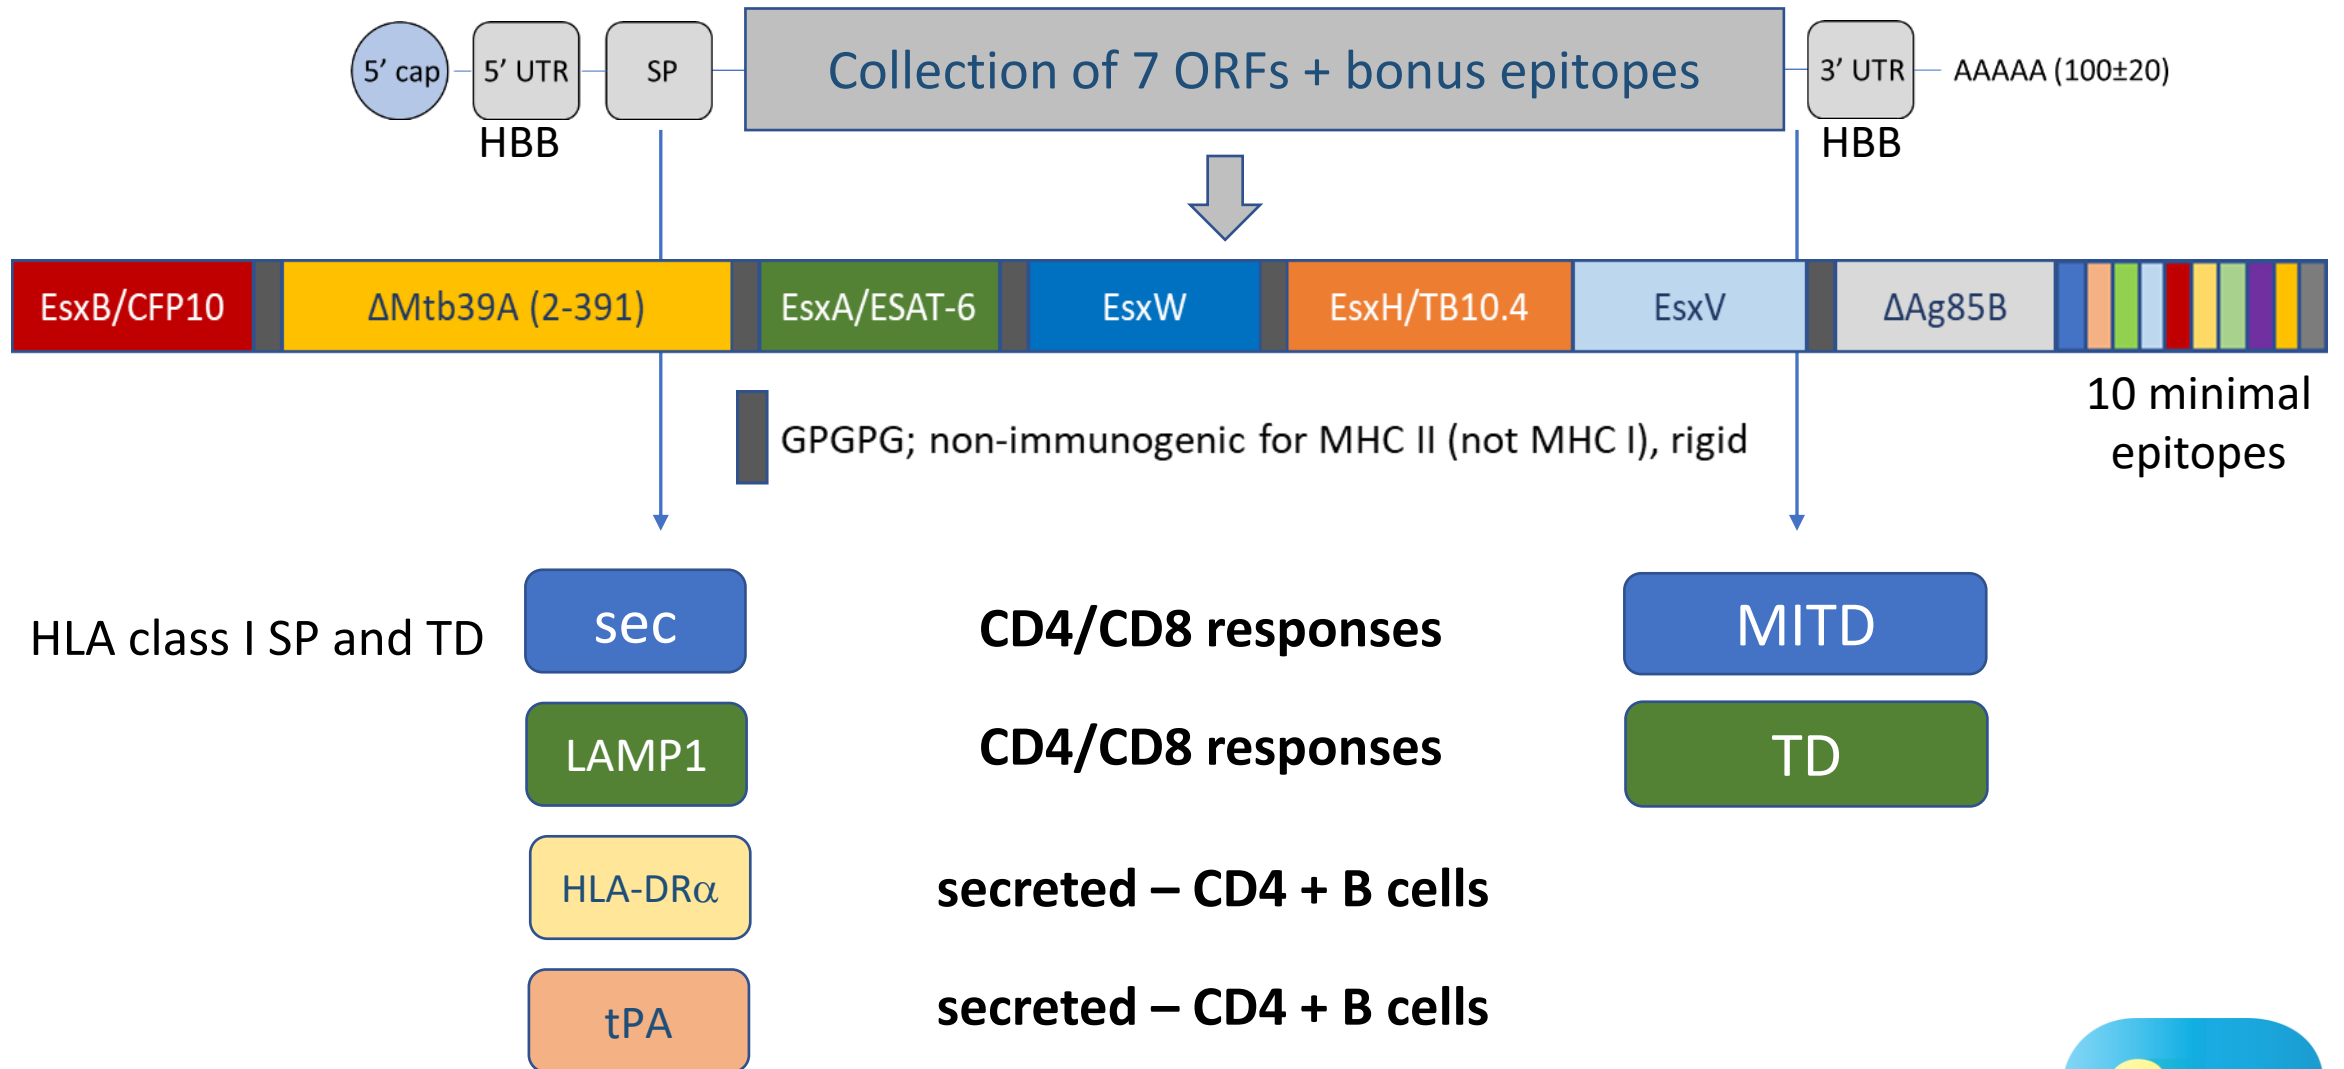 5’ cap
5’ UTR
SP
Collection of 7 ORFs + bonus epitopes
3’ UTR
AAAAA (100±20)
HBB
HBB
EsxB/CFP10
ΔMtb39A (2-391)
EsxA/ESAT-6
EsxW
EsxH/TB10.4
EsxV
ΔAg85B
10 minimal
epitopes
GPGPG; non-immunogenic for MHC II (not MHC I), rigid
HLA class I SP and TD
sec
CD4/CD8 responses
MITD
LAMP1
CD4/CD8 responses
TD
HLA-DRα
secreted – CD4 + B cells
tPA
secreted – CD4 + B cells